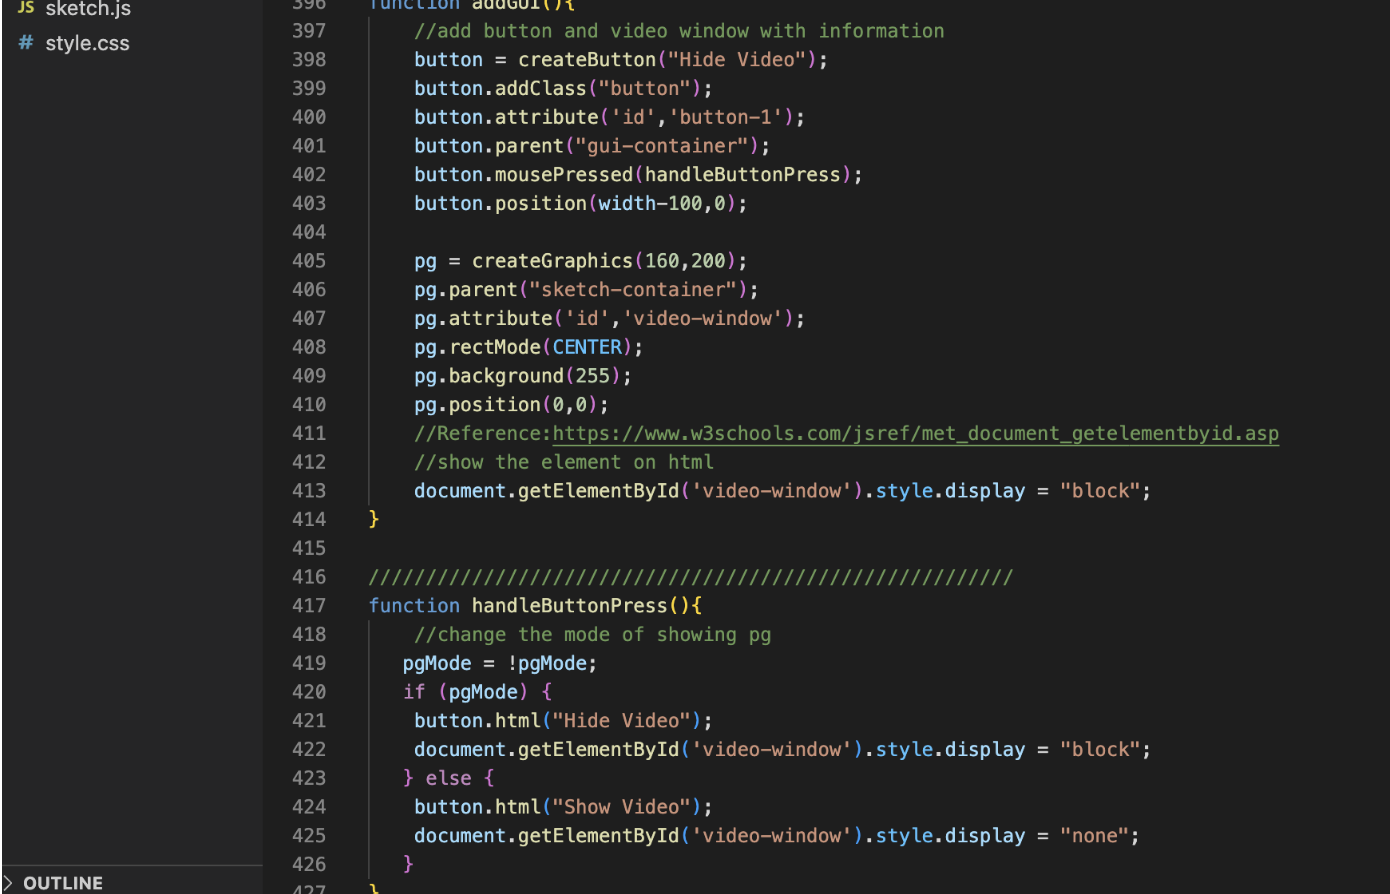 JS sketch.js
# style.css
OUTLINE
396 function addGUI(){
397 //add button and video window with information
398 button = createButton("Hide Video");
399 button.addClass("button");
400 button.attribute('id','button-1');
401 button.parent("gui-container");
402 button.mousePressed(handleButtonPress);
403 button.position(width-100,0);
404
405 pg = createGraphics(160,200);
406 pg.parent("sketch-container");
407 pg.attribute('id','video-window');
408 pg.rectMode(CENTER);
409 pg.background(255);
410 pg.position(0,0);
411 //Reference:https://www.w3schools.com/jsref/met_document_getelementbyid.asp
412 //show the element on html
413 document.getElementById('video-window').style.display = "block";
414 }
415
416 ////////////////////////////////////////////////////////
417 function handleButtonPress(){
418 //change the mode of showing pg
419 pgMode = !pgMode;
420 if (pgMode) {
421 button.html("Hide Video");
422 document.getElementById('video-window').style.display = "block";
423 } else {
424 button.html("Show Video");
425 document.getElementById('video-window').style.display = "none";
426 }
427 }